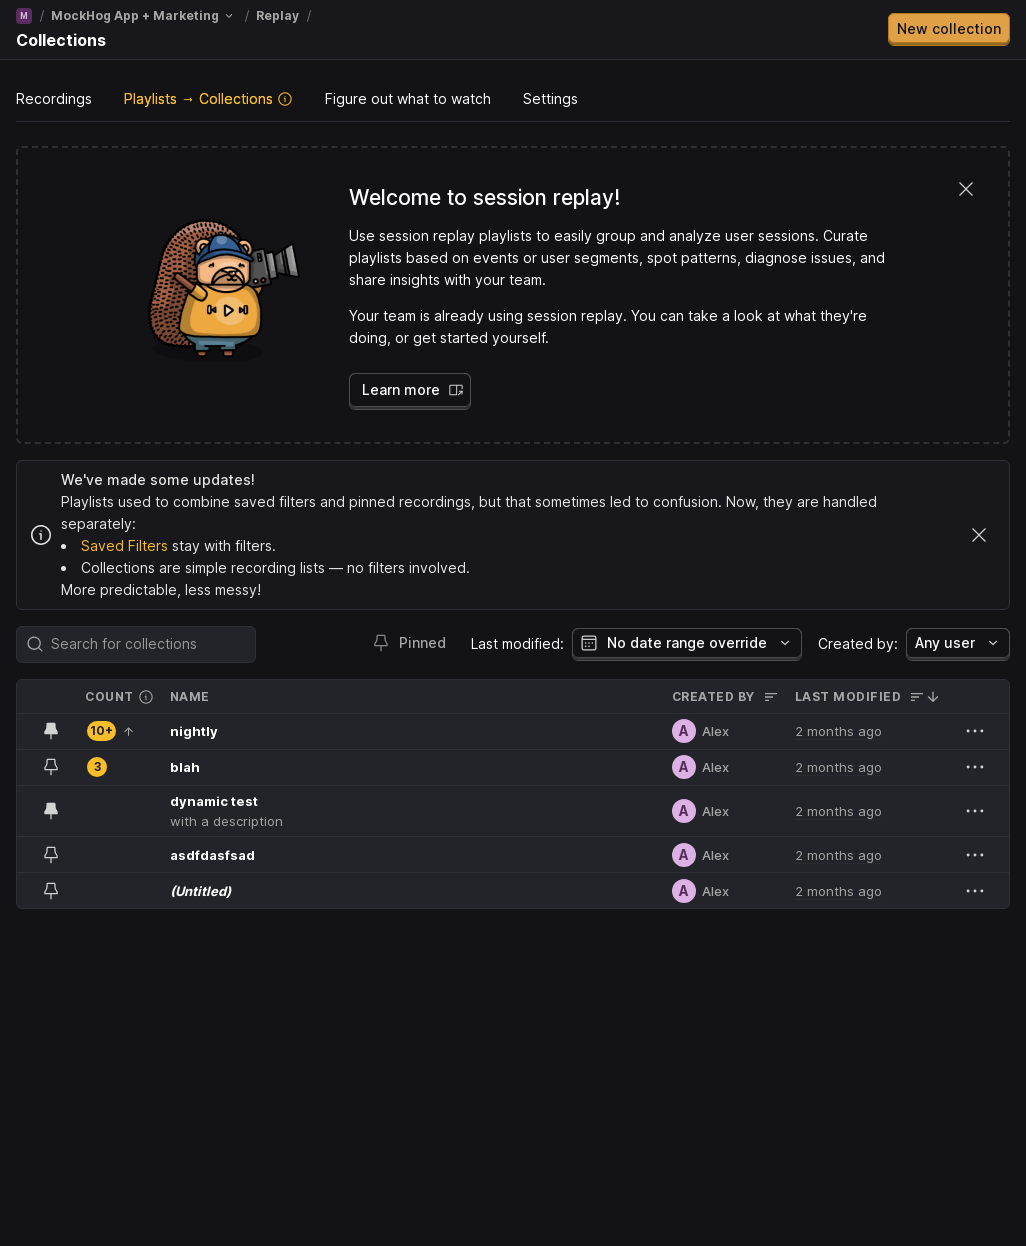 M / MockHog App + Marketing / Replay /
Collections
New collection
Recordings Playlists → Collections Figure out what to watch Settings
Welcome to session replay!
Use session replay playlists to easily group and analyze user sessions. Curate
playlists based on events or user segments, spot patterns, diagnose issues, and
share insights with your team.
Your team is already using session replay. You can take a look at what they're
doing, or get started yourself.
Learn more
We've made some updates!
Playlists used to combine saved filters and pinned recordings, but that sometimes led to confusion. Now, they are handled
separately:
• Saved Filters stay with filters.
• Collections are simple recording lists — no filters involved.
More predictable, less messy!
Search for collections Pinned Last modified: No date range override Created by: Any user
COUNT NAME CREATED BY LAST MODIFIED
10+ nightly A Alex 2 months ago
3 blah A Alex 2 months ago
dynamic test
with a description A Alex 2 months ago
asdfdasfsad A Alex 2 months ago
(Untitled) A Alex 2 months ago